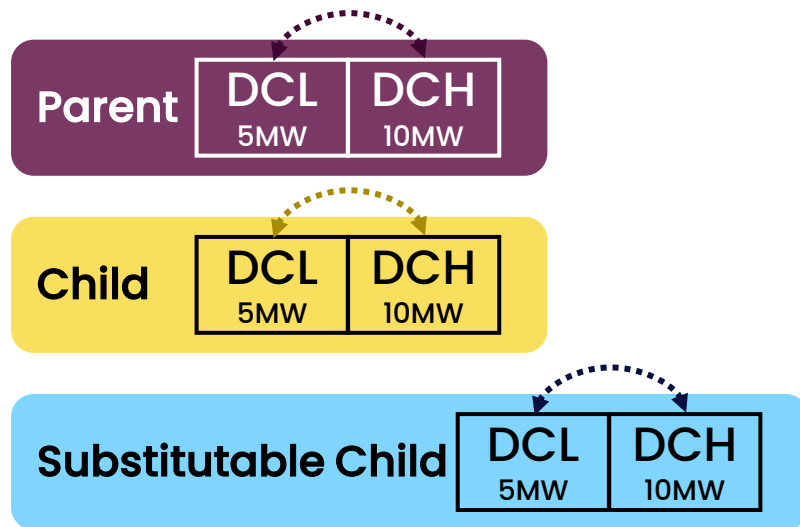 Parent
DCL DCH
5MW 10MW
Child
DCL DCH
5MW 10MW
Substitutable Child
DCL DCH
5MW 10MW